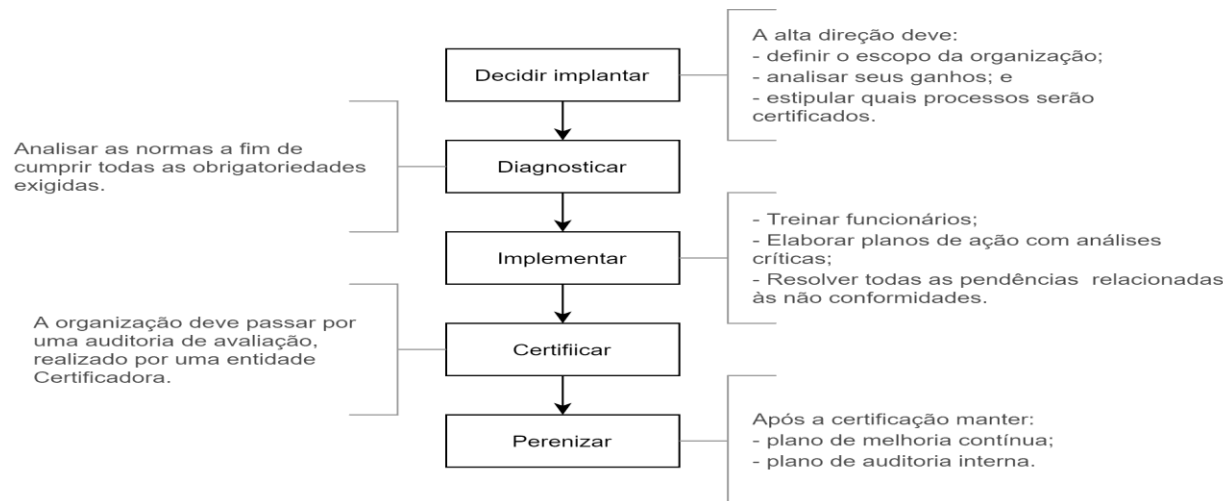 Decidir implantar
A alta direção deve:
- definir o escopo da organização;
- analisar seus ganhos; e
- estipular quais processos serão
certificados.
Diagnosticar
Analisar as normas a fim de
cumprir todas as obrigatoriedades
exigidas.
Implementar
- Treinar funcionários;
- Elaborar planos de ação com análises
críticas;
- Resolver todas as pendências relacionadas
às não conformidades.
Certifiicar
A organização deve passar por
uma auditoria de avaliação,
realizado por uma entidade
Certificadora.
Perenizar
Após a certificação manter:
- plano de melhoria contínua;
- plano de auditoria interna.